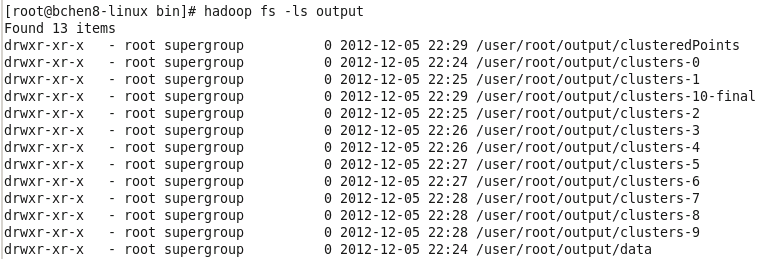 [root@bchen8-linux bin]# hadoop fs -ls output
Found 13 items
drwxr-xr-x   - root supergroup          0 2012-12-05 22:29 /user/root/output/clusteredPoints
drwxr-xr-x   - root supergroup          0 2012-12-05 22:24 /user/root/output/clusters-0
drwxr-xr-x   - root supergroup          0 2012-12-05 22:25 /user/root/output/clusters-1
drwxr-xr-x   - root supergroup          0 2012-12-05 22:29 /user/root/output/clusters-10-final
drwxr-xr-x   - root supergroup          0 2012-12-05 22:25 /user/root/output/clusters-2
drwxr-xr-x   - root supergroup          0 2012-12-05 22:26 /user/root/output/clusters-3
drwxr-xr-x   - root supergroup          0 2012-12-05 22:26 /user/root/output/clusters-4
drwxr-xr-x   - root supergroup          0 2012-12-05 22:27 /user/root/output/clusters-5
drwxr-xr-x   - root supergroup          0 2012-12-05 22:27 /user/root/output/clusters-6
drwxr-xr-x   - root supergroup          0 2012-12-05 22:28 /user/root/output/clusters-7
drwxr-xr-x   - root supergroup          0 2012-12-05 22:28 /user/root/output/clusters-8
drwxr-xr-x   - root supergroup          0 2012-12-05 22:28 /user/root/output/clusters-9
drwxr-xr-x   - root supergroup          0 2012-12-05 22:24 /user/root/output/data